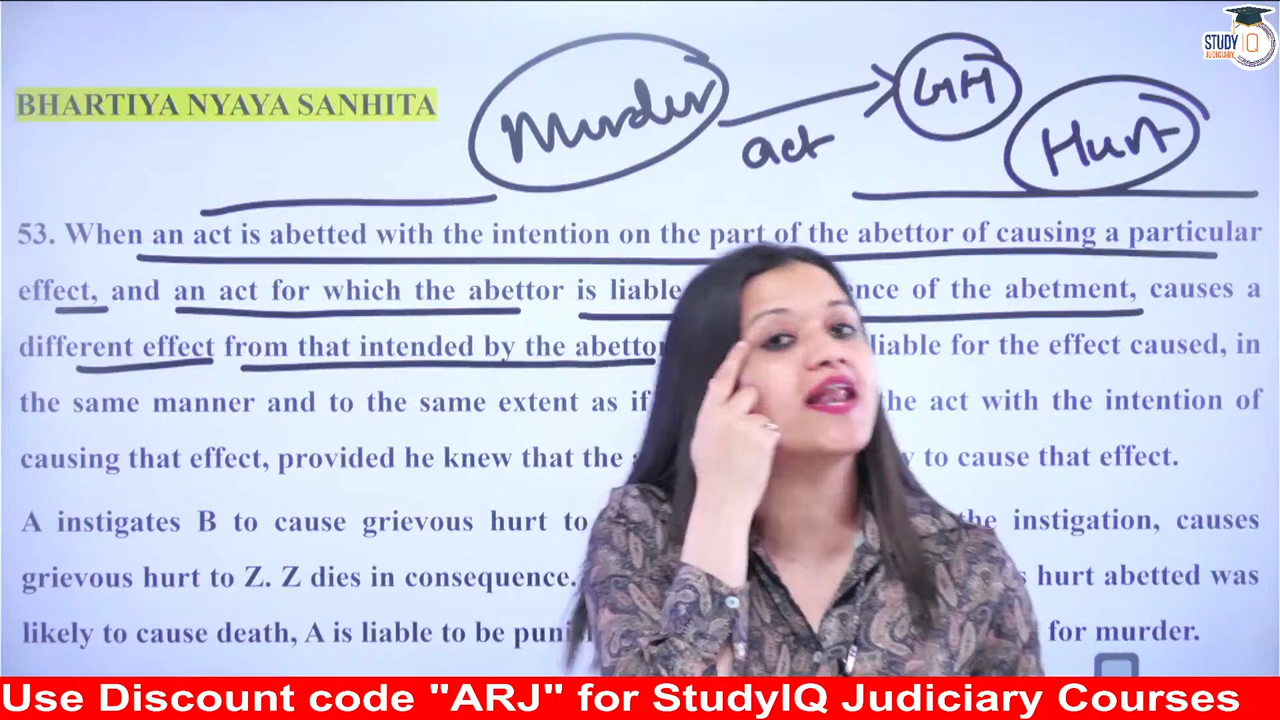 STUDY IQ
JUDICIARY
BHARTIYA NYAYA SANHITA
Murder
act
GH
Hurt
53. When an act is abetted with the intention on the part of the abettor of causing a particular
effect, and an act for which the abettor is liable ence of the abetment, causes a
different effect from that intended by the abetto liable for the effect caused, in
the same manner and to the same extent as if the act with the intention of
causing that effect, provided he knew that the y to cause that effect.
A instigates B to cause grievous hurt to the instigation, causes
grievous hurt to Z. Z dies in consequence. s hurt abetted was
likely to cause death, A is liable to be puni for murder.
Use Discount code "ARJ" for StudyIQ Judiciary Courses